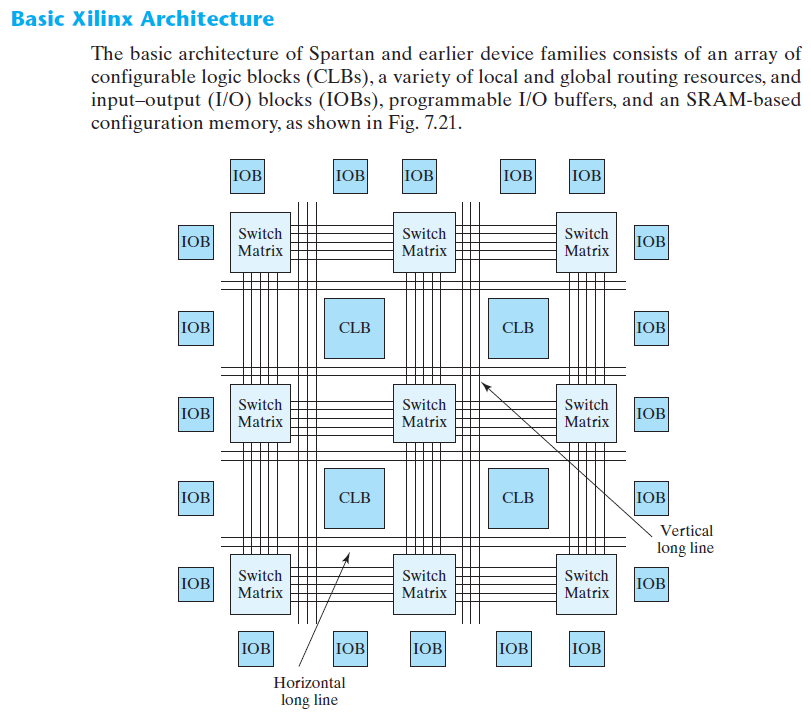 Basic Xilinx Architecture
The basic architecture of Spartan and earlier device families consists of an array of
configurable logic blocks (CLBs), a variety of local and global routing resources, and
input–output (I/O) blocks (IOBs), programmable I/O buffers, and an SRAM-based
configuration memory, as shown in Fig. 7.21.
IOB IOB IOB IOB IOB
IOB Switch Matrix Switch Matrix Switch Matrix IOB
IOB CLB CLB IOB
IOB Switch Matrix Switch Matrix Switch Matrix IOB
IOB CLB CLB IOB
Vertical
long line
IOB Switch Matrix Switch Matrix Switch Matrix IOB
IOB IOB IOB IOB IOB
Horizontal
long line